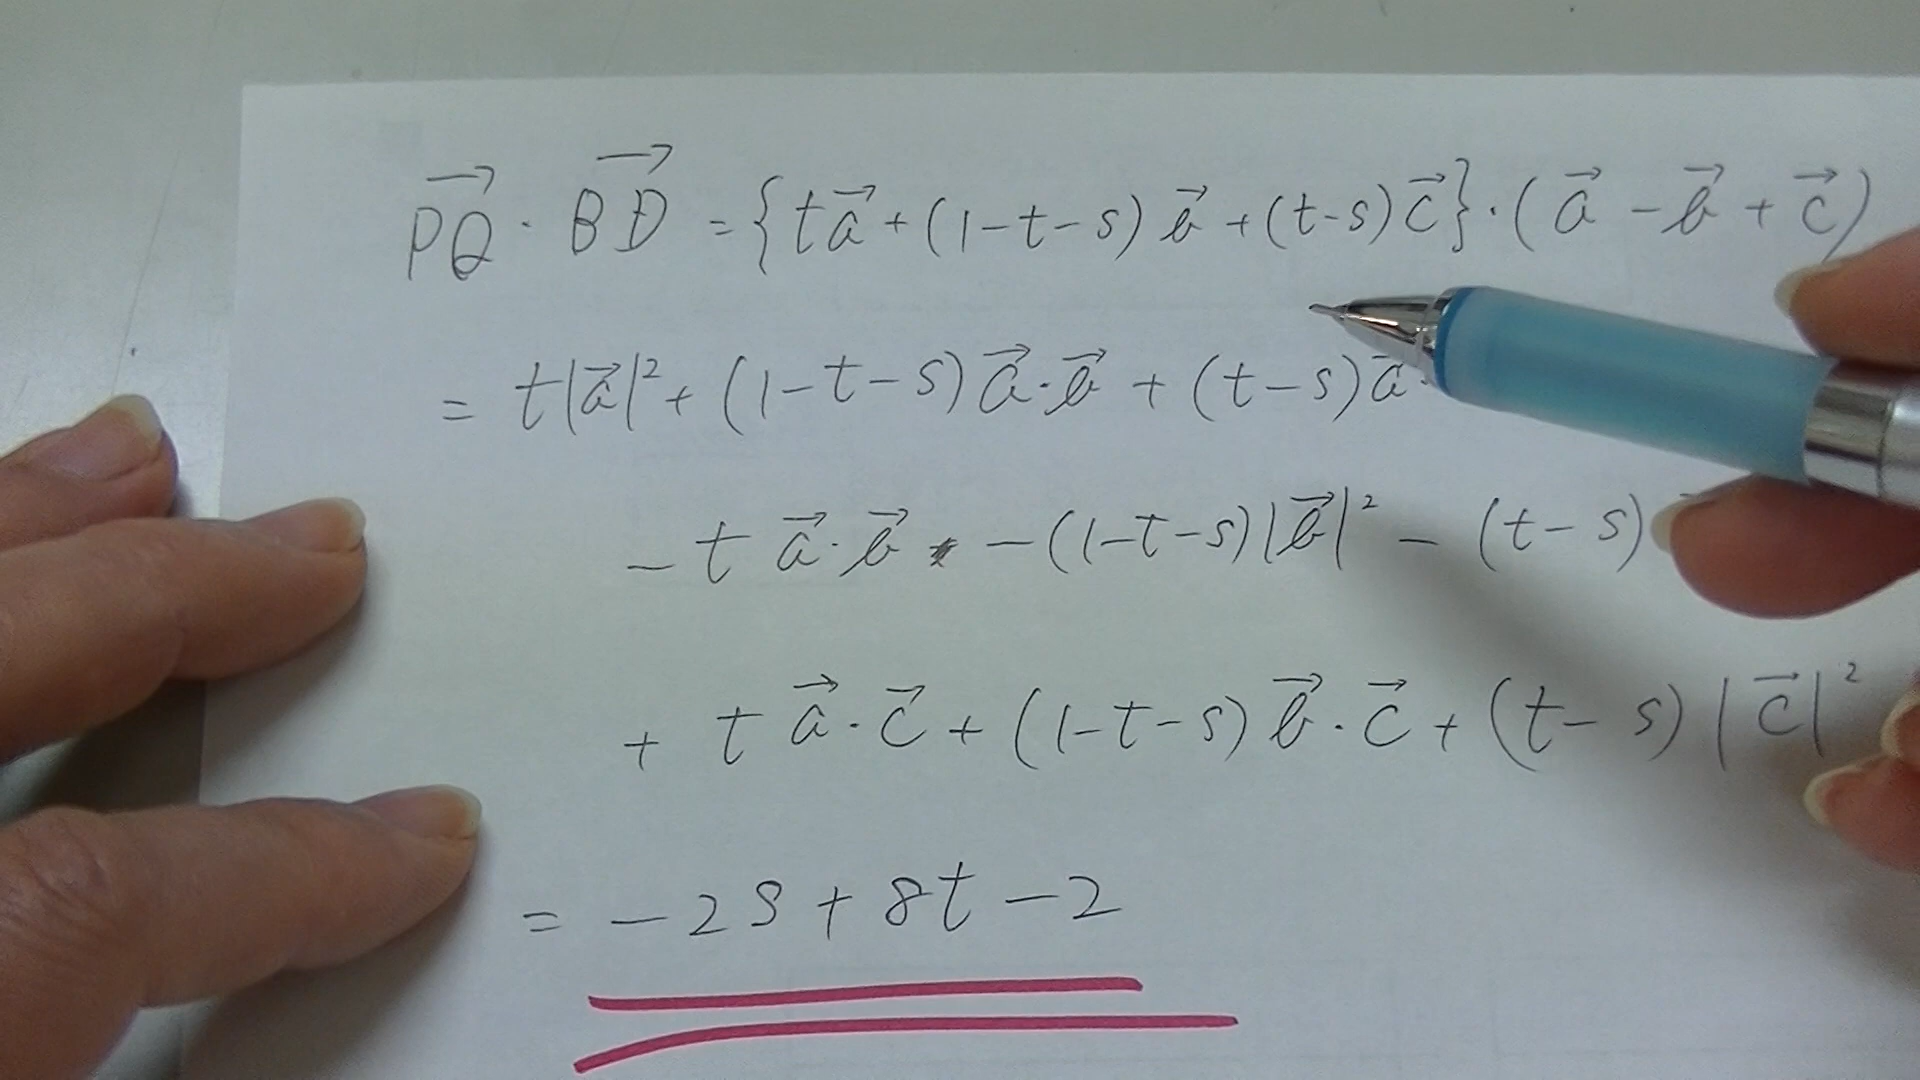 PQ⃗ · BD⃗ = {ta⃗ + (1-t-s)b⃗ + (t-s)c⃗} · (a⃗ - b⃗ + c⃗)
= t|a⃗|² + (1-t-s)a⃗·b⃗ + (t-s)a⃗·
- t a⃗·b⃗ - (1-t-s)|b⃗|² - (t-s)
+ t a⃗·c⃗ + (1-t-s)b⃗·c⃗ + (t-s)|c⃗|²
= -2s + 8t - 2